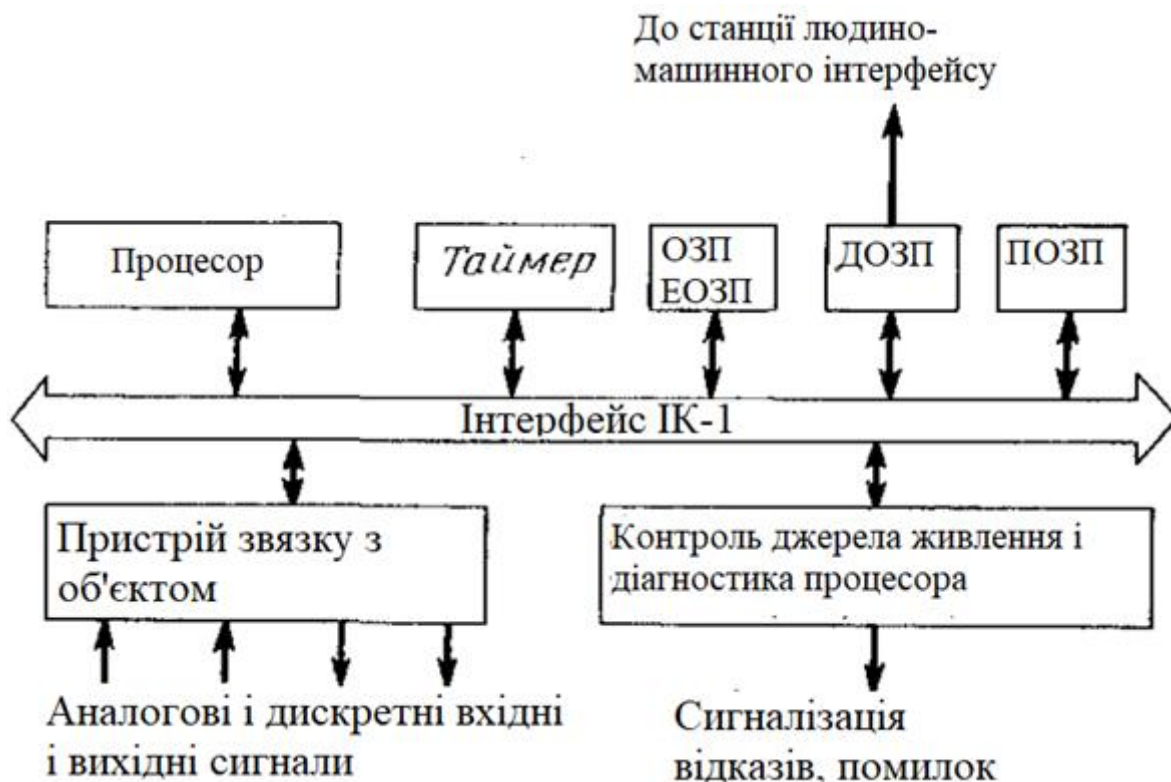 До станції людино-
машинного інтерфейсу
Процесор
Таймер
ОЗП
ЕОЗП
ДОЗП
ПОЗП
Інтерфейс ІК-1
Пристрій звязку з
об'єктом
Контроль джерела живлення і
діагностика процесора
Аналогові і дискретні вхідні
і вихідні сигнали
Сигналізація
відказів, помилок